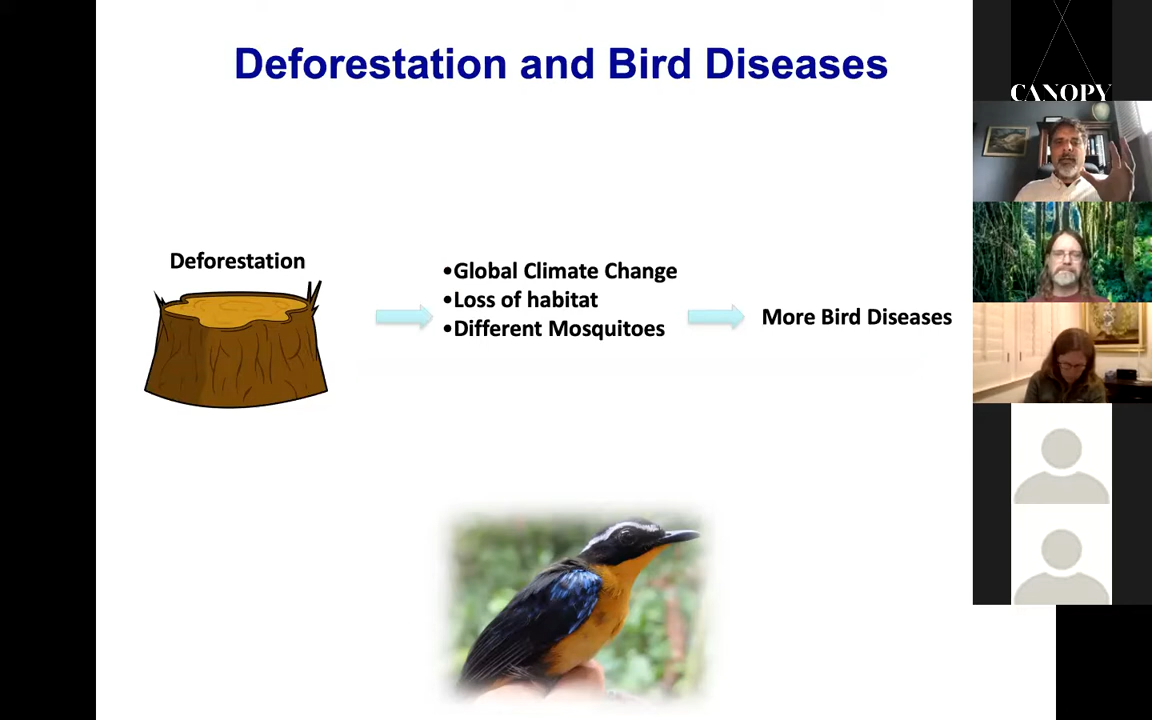 Deforestation and Bird Diseases
CANOPY
Deforestation
•Global Climate Change
•Loss of habitat
•Different Mosquitoes
More Bird Diseases